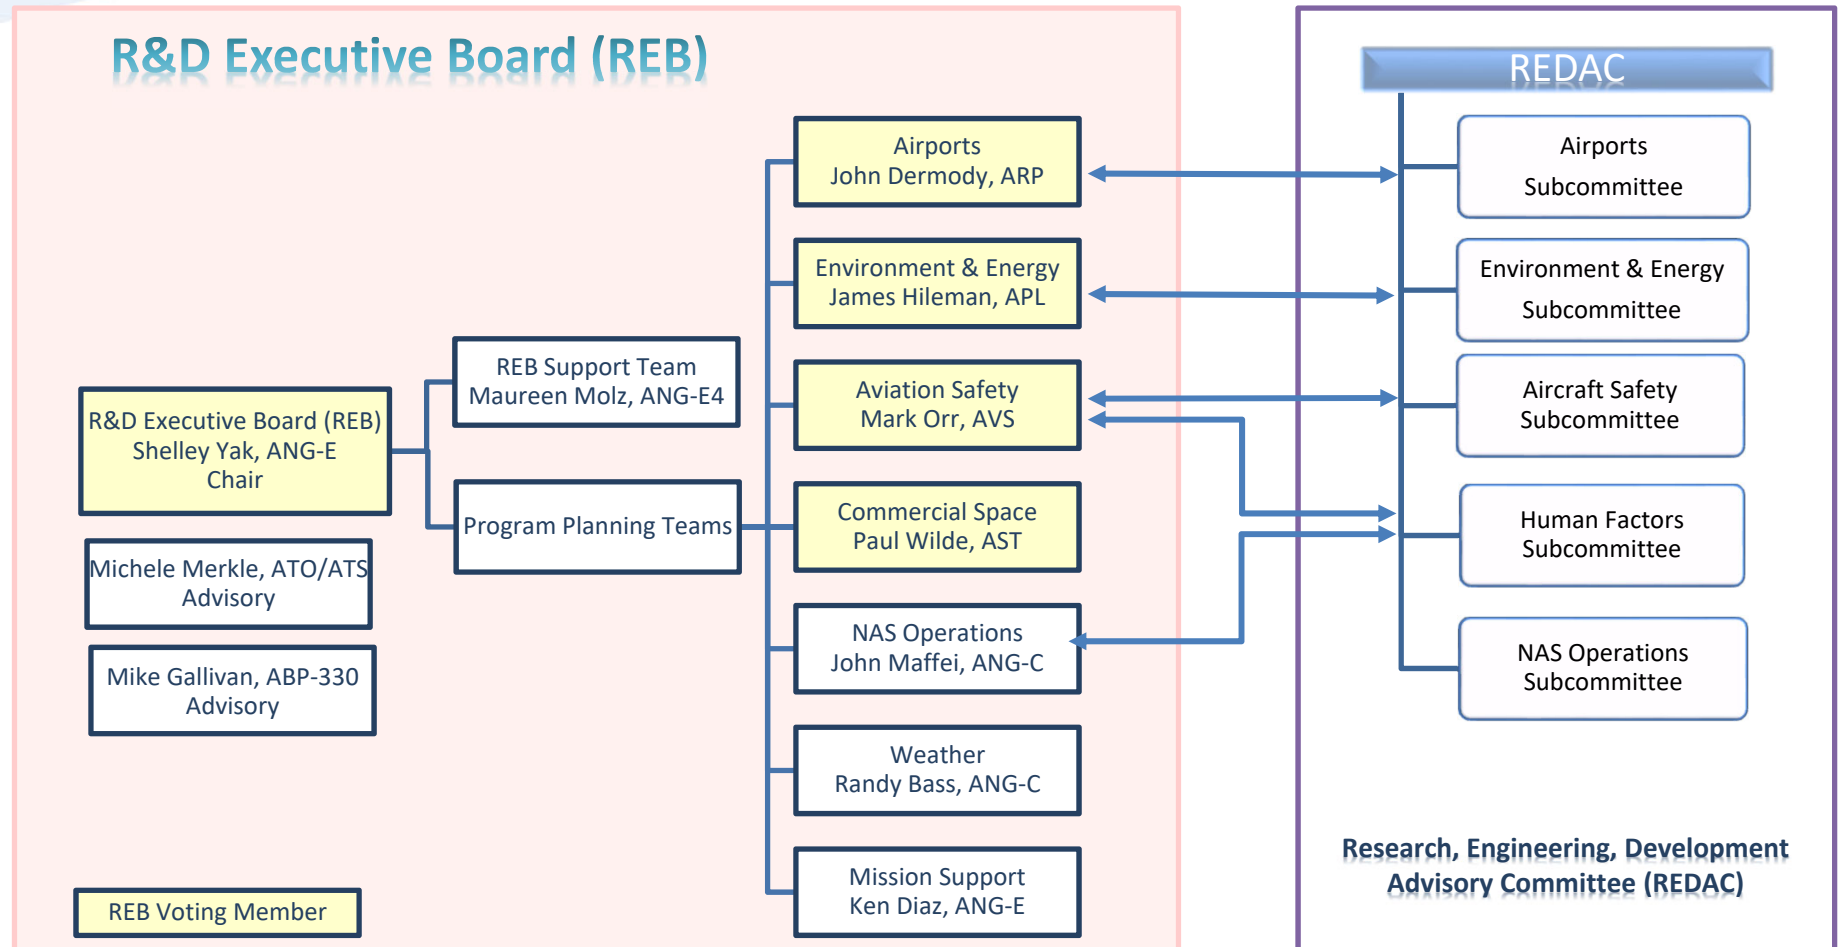 R&D Executive Board (REB)
R&D Executive Board (REB)
Shelley Yak, ANG-E
Chair
Michele Merkle, ATO/ATS
Advisory
Mike Gallivan, ABP-330
Advisory
REB Voting Member
REB Support Team
Maureen Molz, ANG-E4
Program Planning Teams
Airports
John Dermody, ARP
Environment & Energy
James Hileman, APL
Aviation Safety
Mark Orr, AVS
Commercial Space
Paul Wilde, AST
NAS Operations
John Maffei, ANG-C
Weather
Randy Bass, ANG-C
Mission Support
Ken Diaz, ANG-E
REDAC
Airports
Subcommittee
Environment & Energy
Subcommittee
Aircraft Safety
Subcommittee
Human Factors
Subcommittee
NAS Operations
Subcommittee
Research, Engineering, Development
Advisory Committee (REDAC)